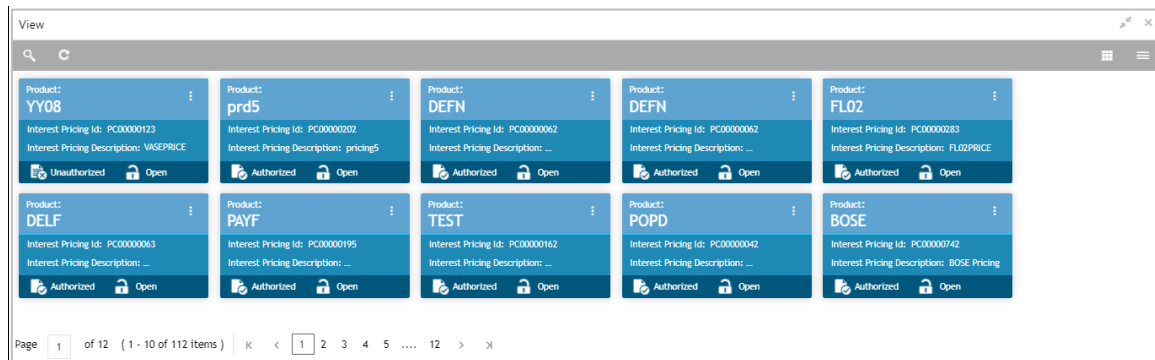 View
Product:
YY08
Interest Pricing Id: PC00000123
Interest Pricing Description: VASEPRICE
Unauthorized Open
Product:
prd5
Interest Pricing Id: PC00000202
Interest Pricing Description: pricing5
Authorized Open
Product:
DEFN
Interest Pricing Id: PC00000062
Interest Pricing Description: ...
Authorized Open
Product:
DEFN
Interest Pricing Id: PC00000062
Interest Pricing Description: ...
Authorized Open
Product:
FL02
Interest Pricing Id: PC00000283
Interest Pricing Description: FL02PRICE
Authorized Open
Product:
DELF
Interest Pricing Id: PC00000063
Interest Pricing Description: ...
Authorized Open
Product:
PAYF
Interest Pricing Id: PC00000195
Interest Pricing Description: ...
Authorized Open
Product:
TEST
Interest Pricing Id: PC00000162
Interest Pricing Description: ...
Authorized Open
Product:
POPD
Interest Pricing Id: PC00000042
Interest Pricing Description: ...
Authorized Open
Product:
BOSE
Interest Pricing Id: PC00000742
Interest Pricing Description: BOSE Pricing
Authorized Open
Page 1 of 12 ( 1 - 10 of 112 items ) 1 2 3 4 5 .... 12